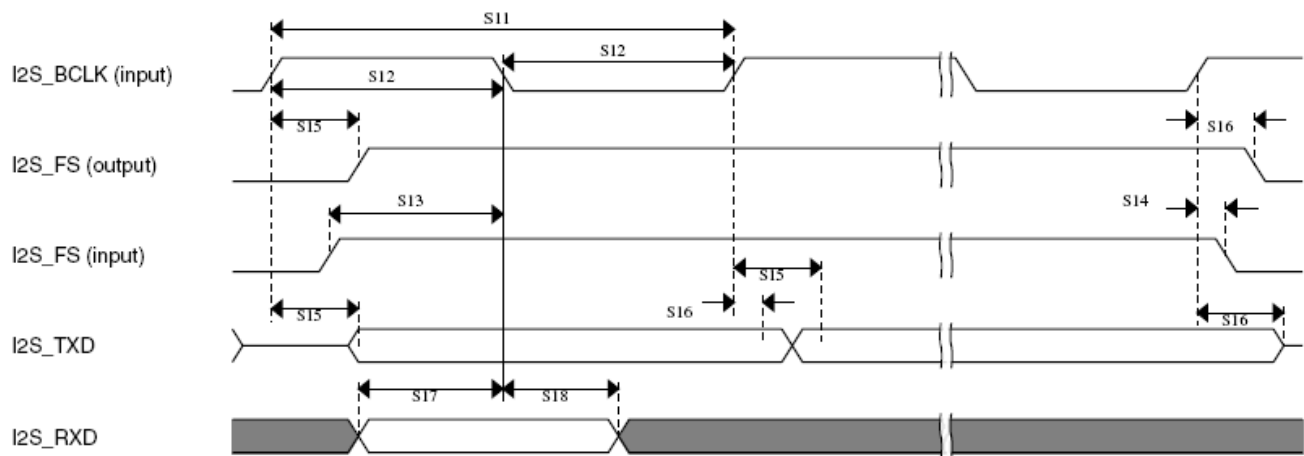 S11
I2S_BCLK (input)
S12
S12
S15
S16
I2S_FS (output)
S13
S14
I2S_FS (input)
S15
S15
S16
S16
I2S_TXD
S17
S18
I2S_RXD